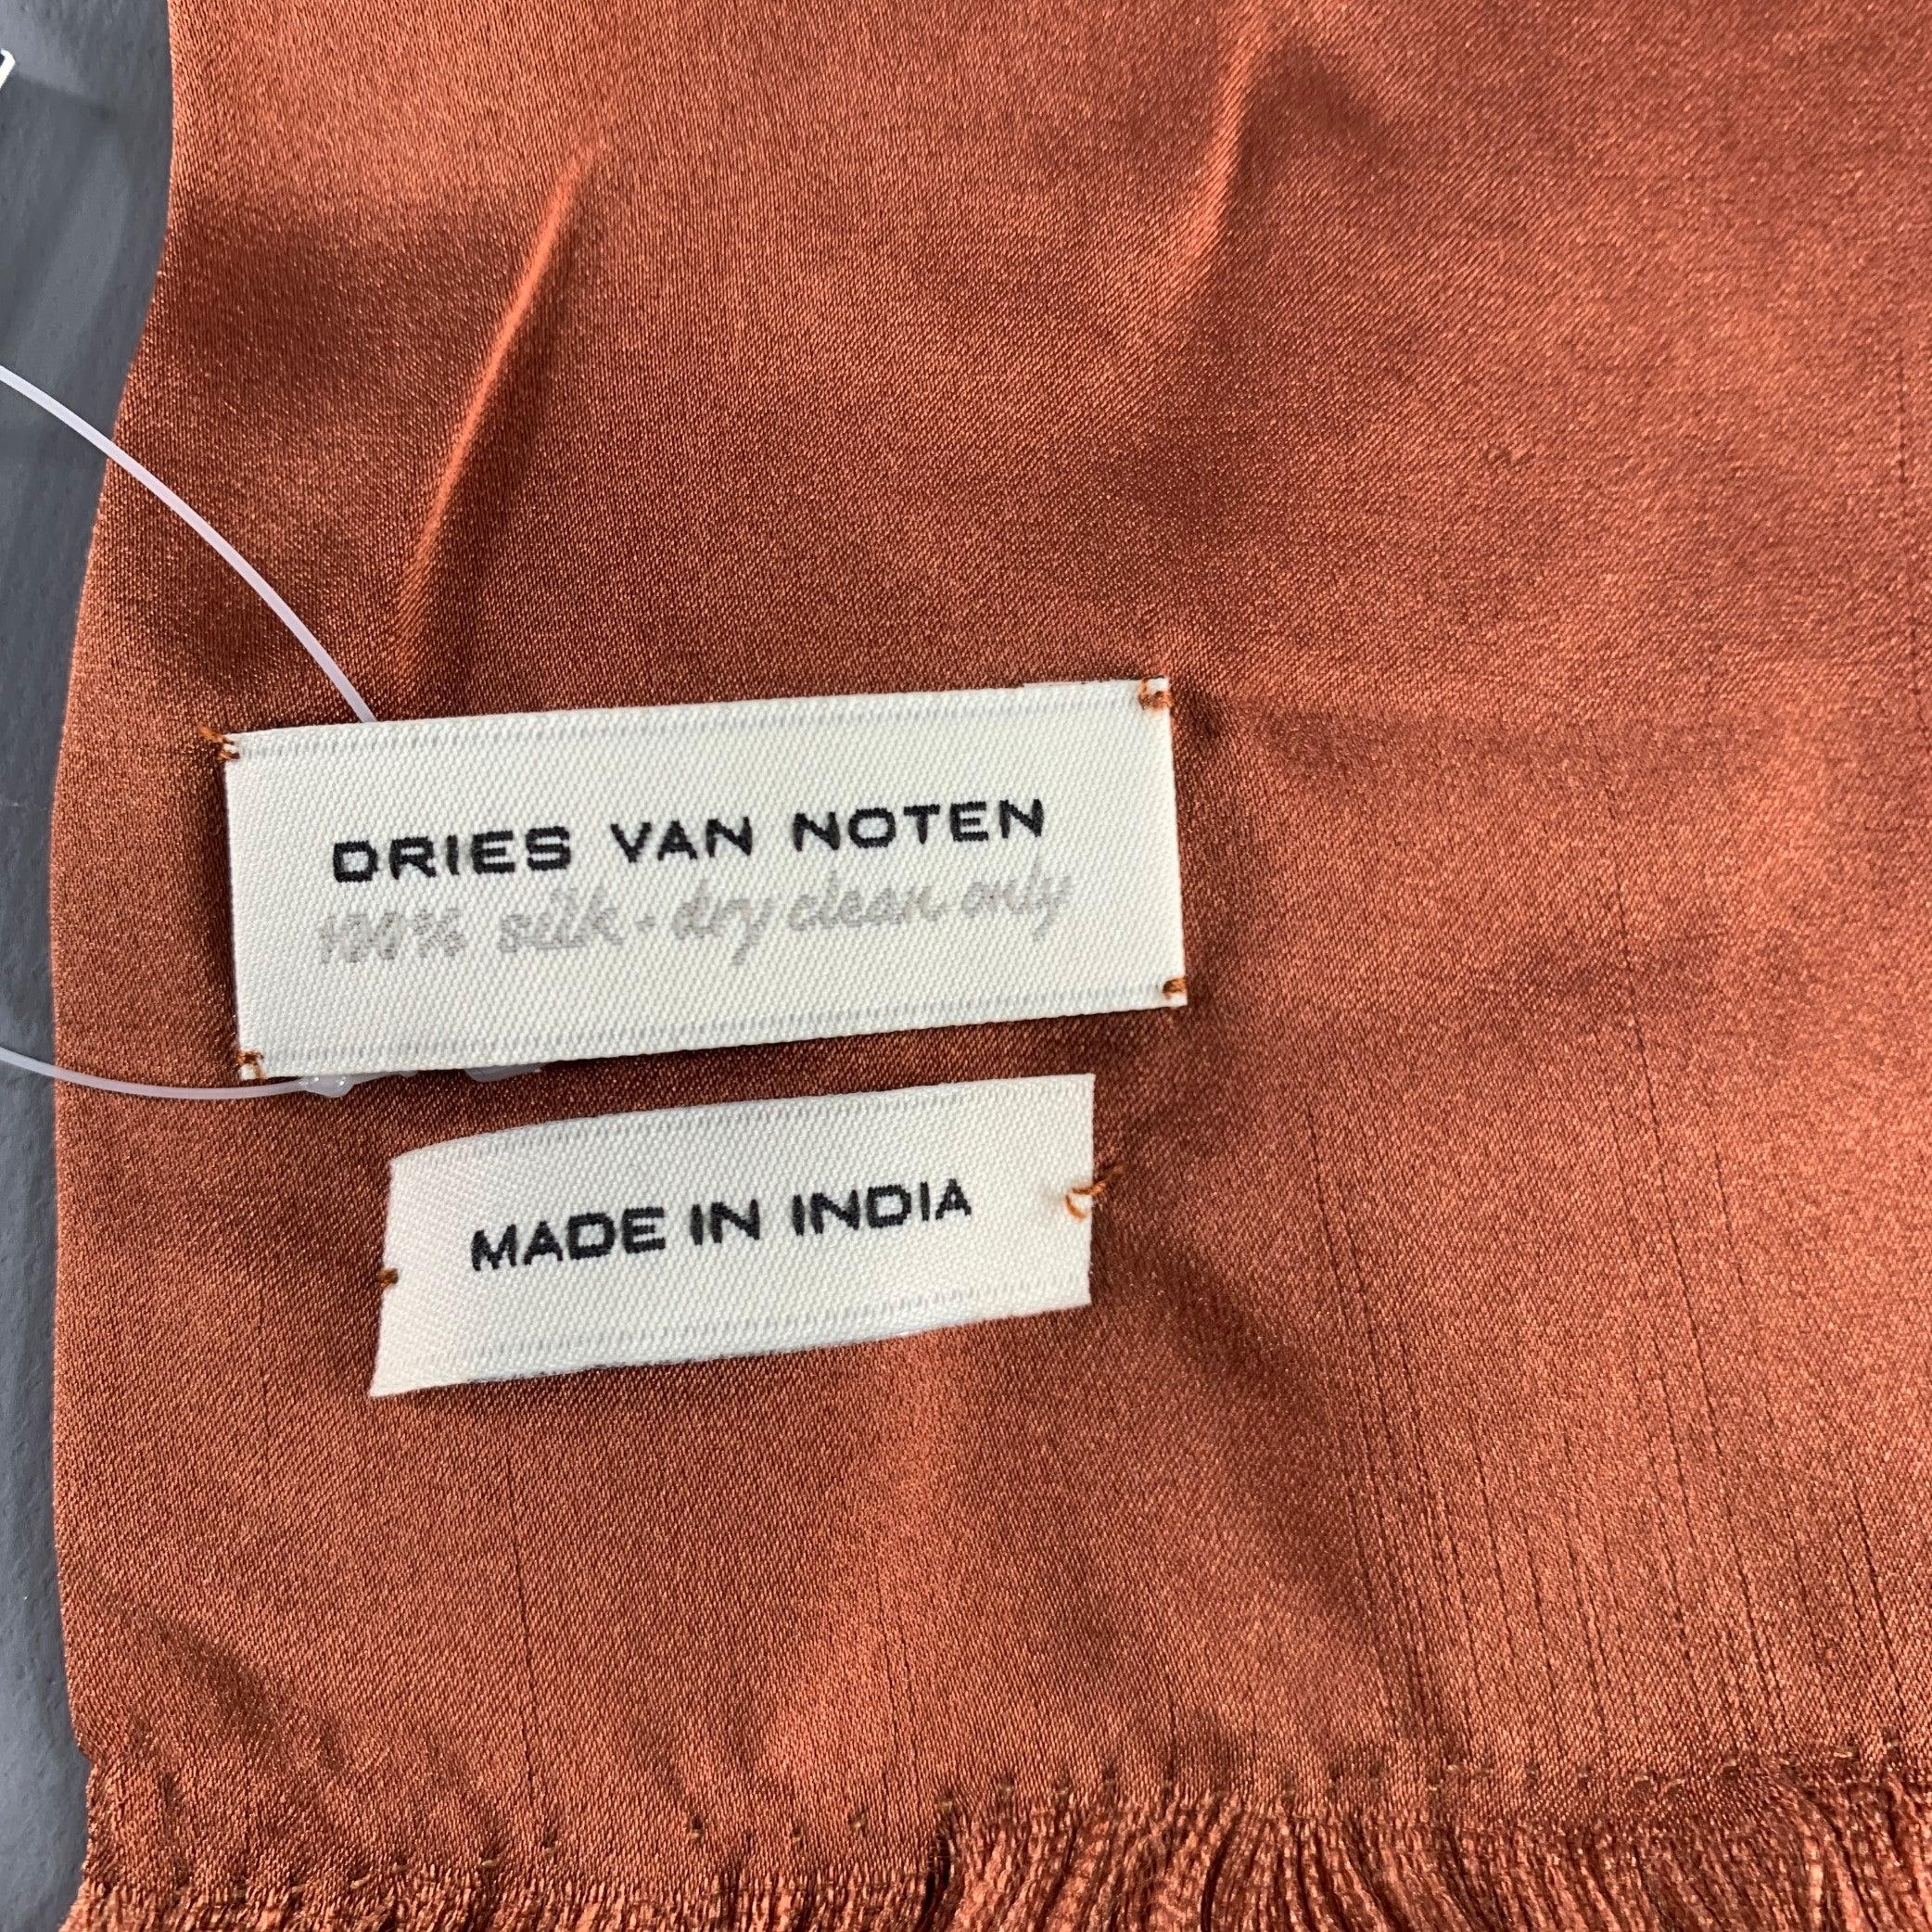 DRIES VAN NOTEN
100% silk - dry clean only
MADE IN INDIA